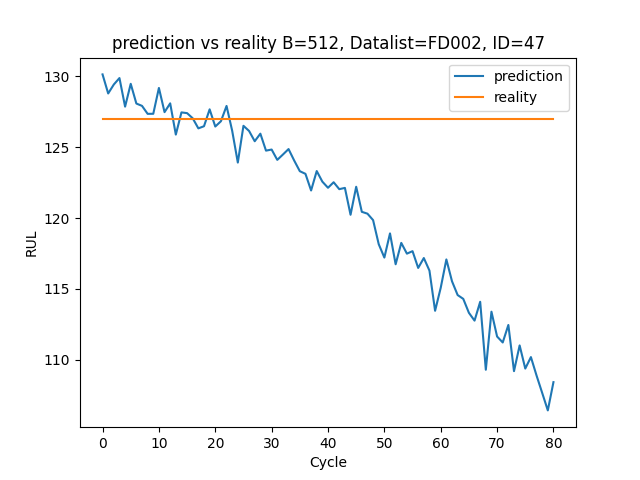 prediction vs reality B=512, Datalist=FD002, ID=47
prediction
reality
130
125
120
115
110
RUL
0 10 20 30 40 50 60 70 80
Cycle